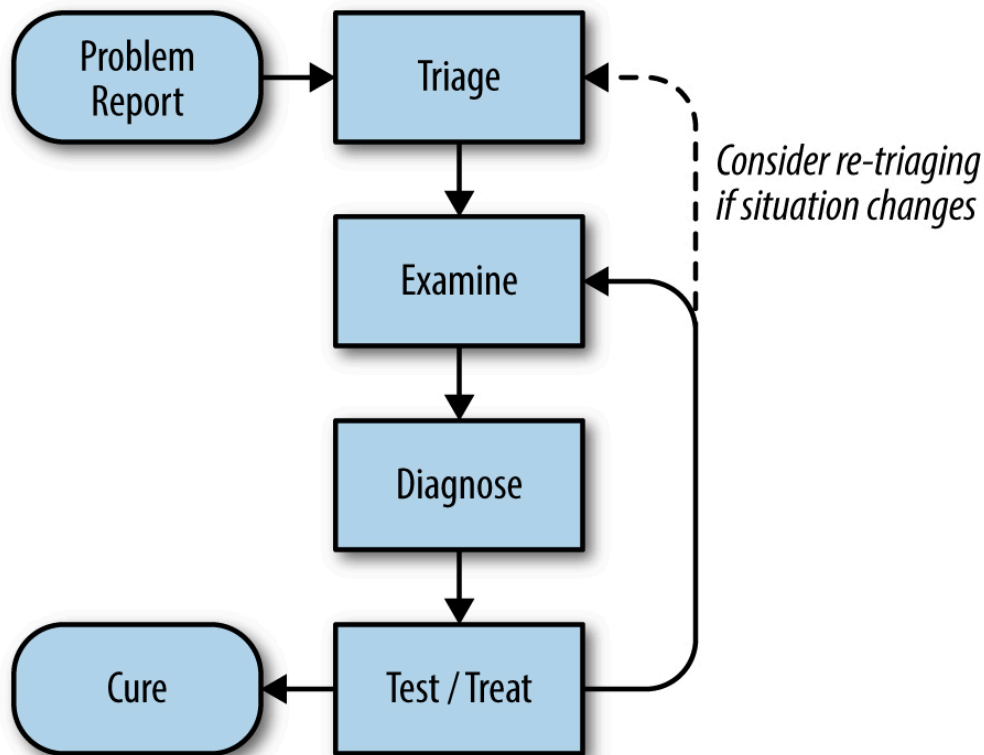 Problem
Report
Triage
Consider re-triaging
if situation changes
Examine
Diagnose
Cure
Test / Treat